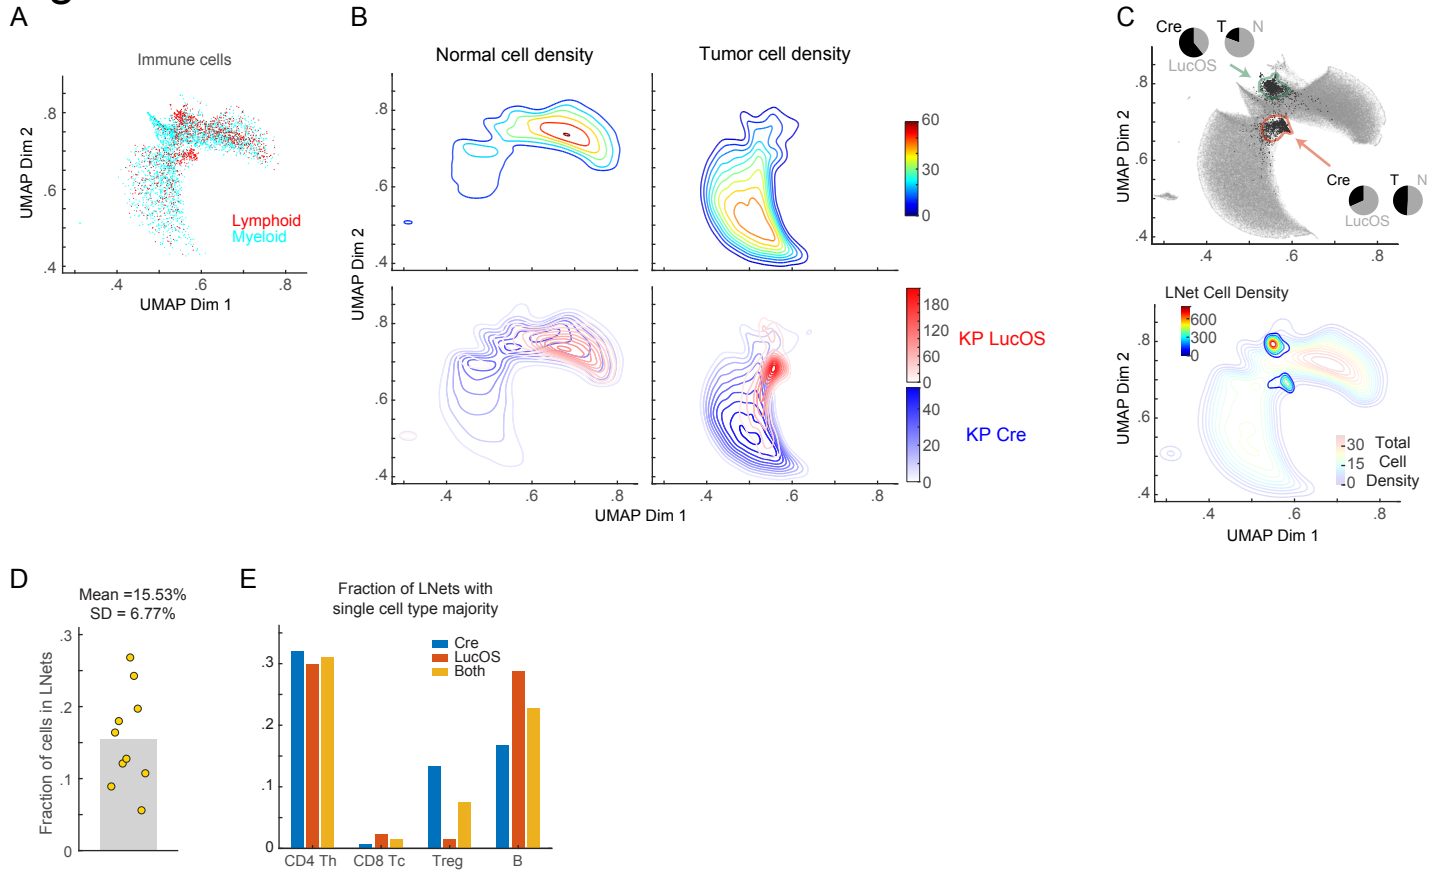 A
Immune cells
UMAP Dim 2
.8
.6
.4
Lymphoid
Myeloid
.4
.6
.8
UMAP Dim 1
B
Normal cell density
Tumor cell density
UMAP Dim 2
.8
.6
.4
60
30
0
.8
.6
.4
.4
.6
.8
.4
.6
.8
UMAP Dim 1
180
120
60
0
KP LucOS
40
20
0
KP Cre
C
Cre
T
N
LucOS
UMAP Dim 2
.8
.6
.4
Cre
T
N
LucOS
.4
.6
.8
LNet Cell Density
600
300
0
UMAP Dim 2
.8
.6
.4
30
15
0
Total
Cell
Density
.4
.6
.8
UMAP Dim 1
D
Mean =15.53%
SD = 6.77%
Fraction of cells in LNets
.3
.2
.1
0
E
Fraction of LNets with
single cell type majority
Cre
LucOS
Both
.3
.2
.1
0
CD4 Th
CD8 Tc
Treg
B